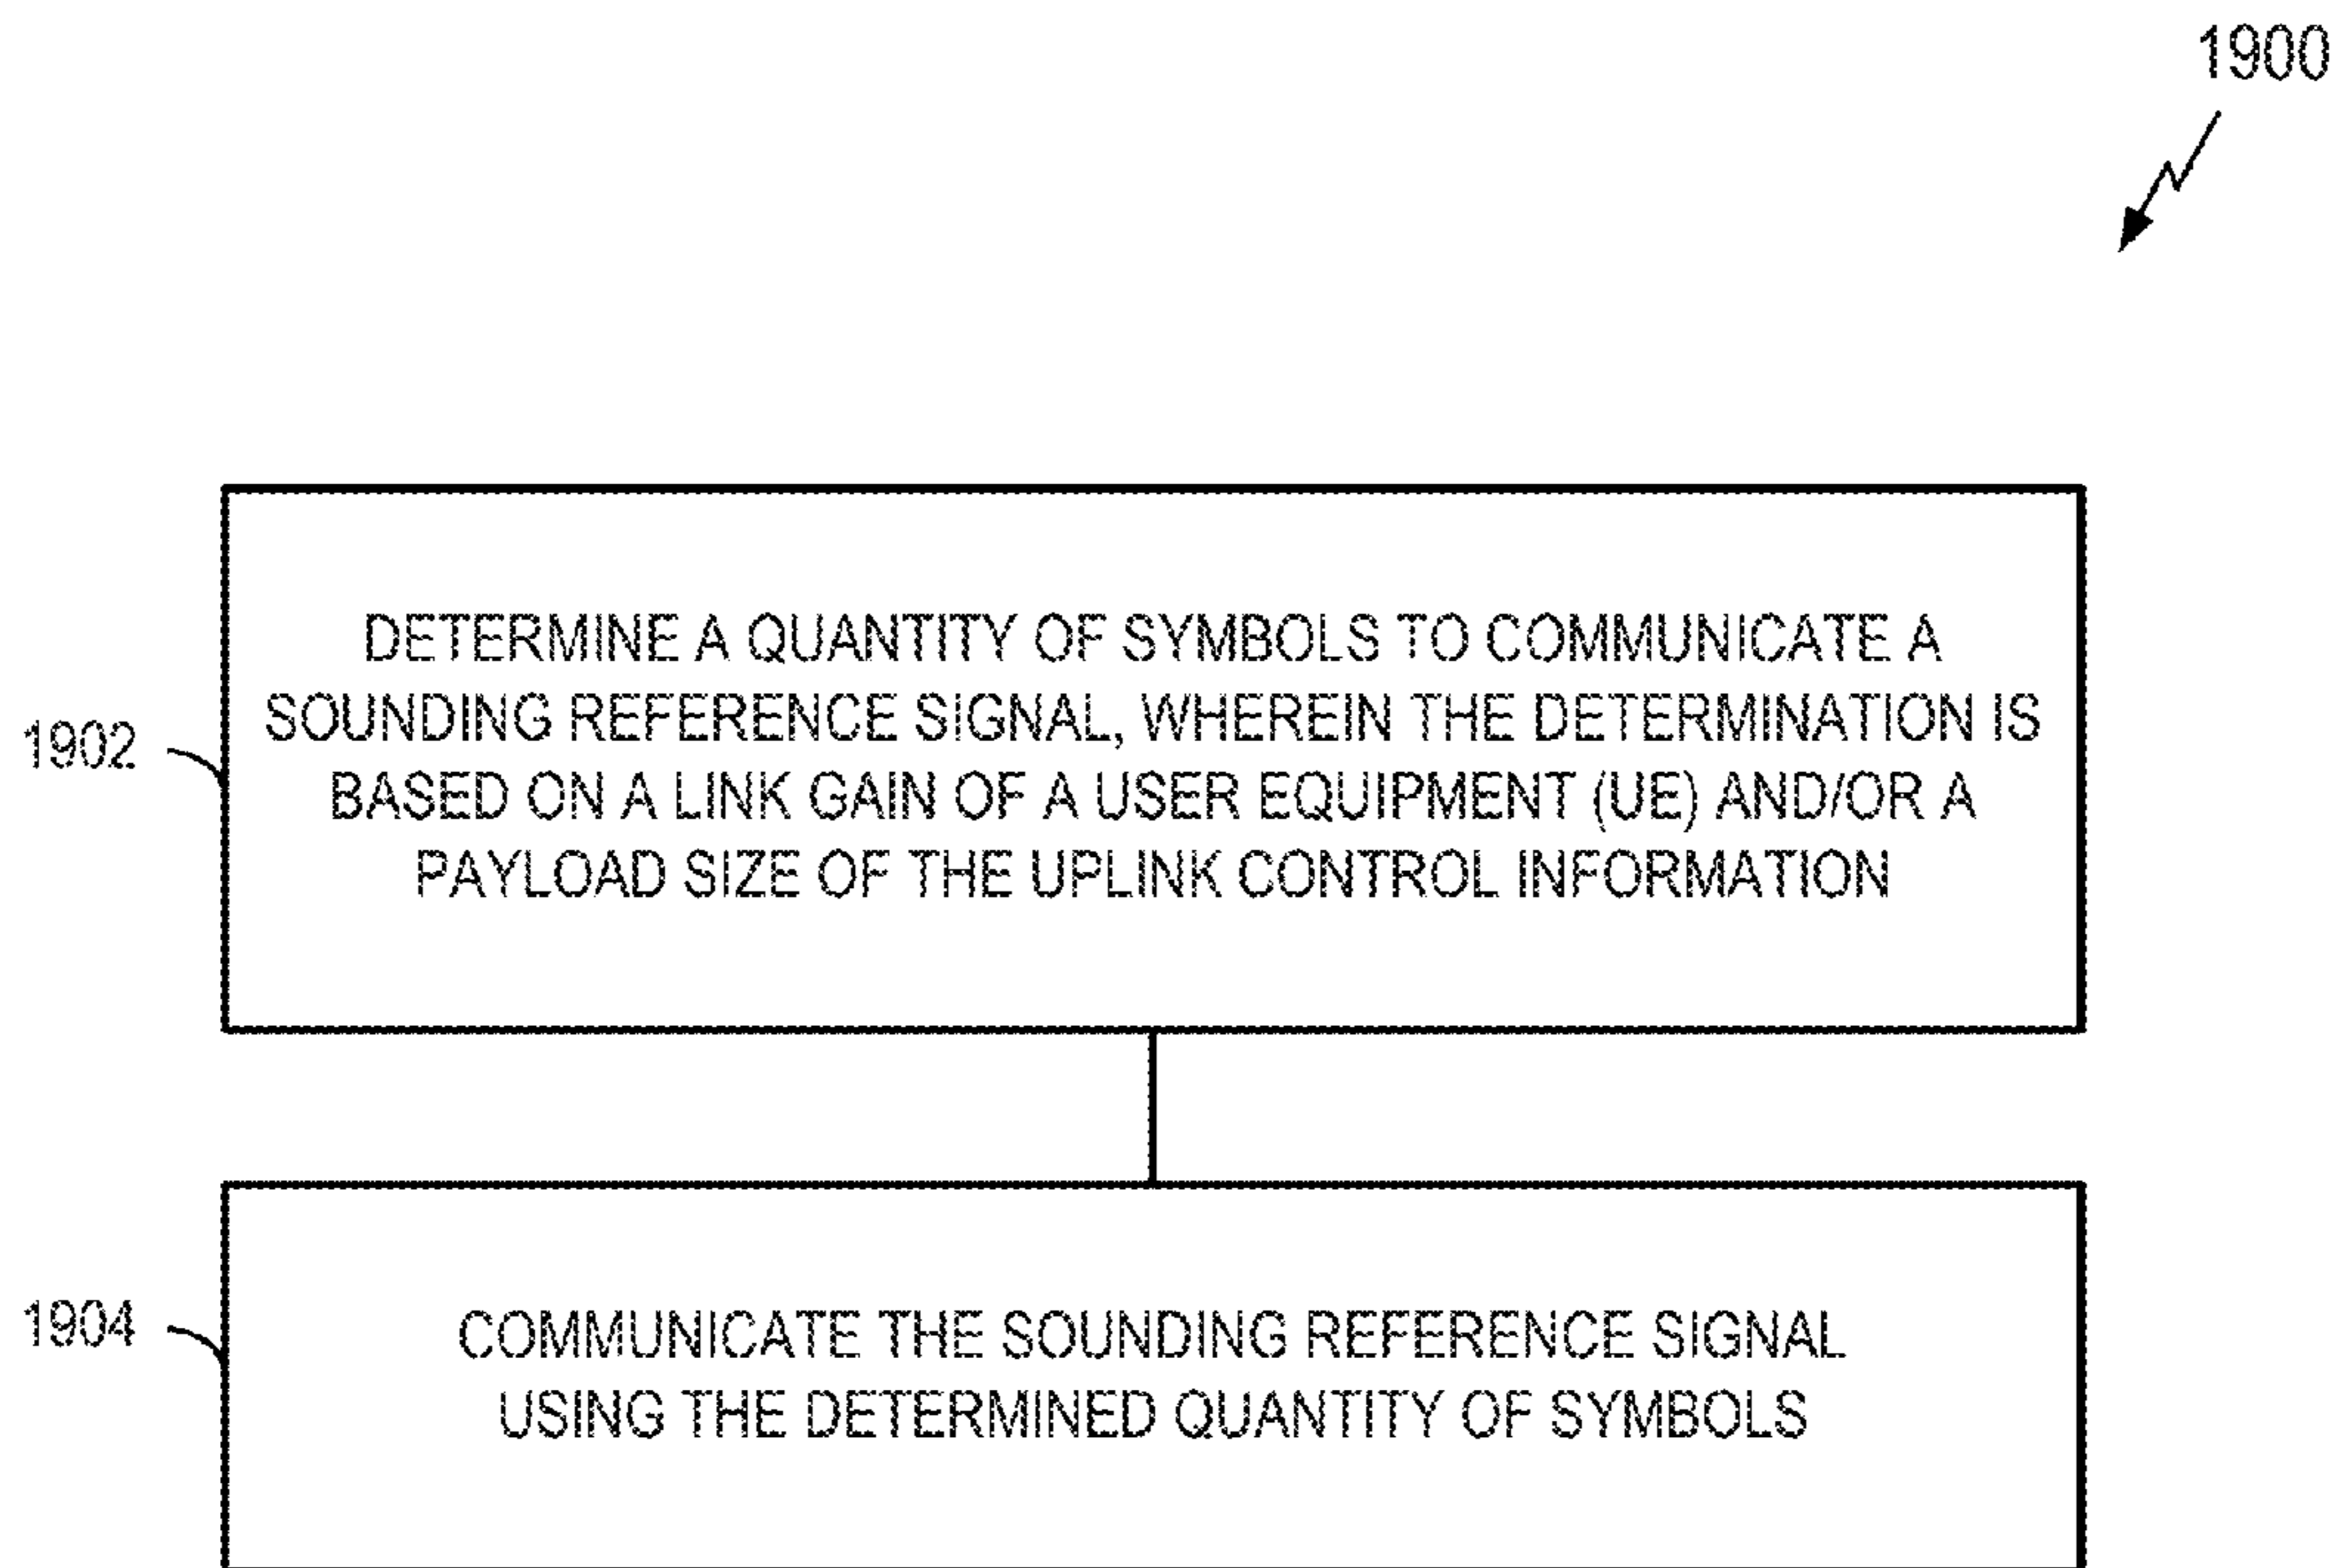 1900
1902
DETERMINE A QUANTITY OF SYMBOLS TO COMMUNICATE A
SOUNDING REFERENCE SIGNAL, WHEREIN THE DETERMINATION IS
BASED ON A LINK GAIN OF A USER EQUIPMENT (UE) AND/OR A
PAYLOAD SIZE OF THE UPLINK CONTROL INFORMATION
1904
COMMUNICATE THE SOUNDING REFERENCE SIGNAL
USING THE DETERMINED QUANTITY OF SYMBOLS